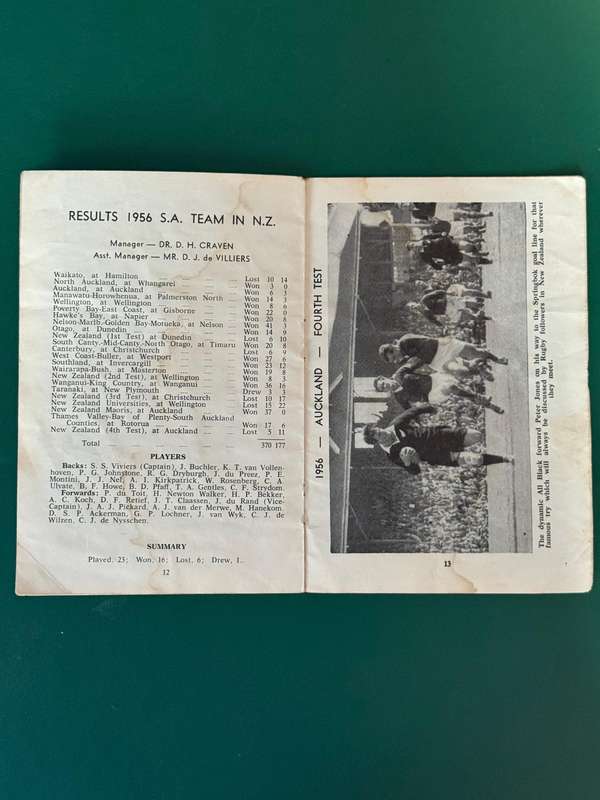 RESULTS 1956 S.A. TEAM IN N.Z.
Manager — DR. D. H. CRAVEN
Asst. Manager — MR. D. J. de VILLIERS
Waikato, at Hamilton — — — — Lost 10 14
North Auckland, at Whangarei — — — Won 3 0
Auckland, at Auckland — — — — Won 6 3
Manawatu-Horowhenua, at Palmerston North — Won 14 3
Wellington, at Wellington — — — Won 8 6
Poverty Bay-East Coast, at Gisborne — — Won 22 0
Hawke's Bay, at Napier — — — — Won 20 8
Nelson-Marlb.-Golden Bay-Motueka, at Nelson — Won 41 3
Otago, at Dunedin — — — — Won 14 9
New Zealand (1st Test) at Dunedin — — Lost 6 10
South Canty.-Mid-Canty.-North Otago, at Timaru Won 20 8
Canterbury, at Christchurch — — — Lost 6 9
West Coast-Buller, at Westport — — — Won 27 6
Southland, at Invercargill — — — Won 23 12
Wairarapa-Bush, at Masterton — — — Won 19 8
New Zealand (2nd Test), at Wellington — — Won 8 3
Wanganui-King Country, at Wanganui — — Won 36 16
Taranaki, at New Plymouth — — — Drew 3 3
New Zealand (3rd Test), at Christchurch — Lost 10 17
New Zealand Universities, at Wellington — Lost 15 22
New Zealand Maoris, at Auckland — — Won 37 0
Thames Valley-Bay of Plenty-South Auckland
Counties, at Rotorua — — — Won 17 6
New Zealand (4th Test), at Auckland — — Lost 5 11
Total — — — — — 370 177
PLAYERS
Backs: S. S. Viviers (Captain), J. Buchler, K. T. van Vollen-
hoven, P. G. Johnstone, R. G. Dryburgh, J. du Preez, P. E.
Montini, J. J. Nel, A. I. Kirkpatrick, W. Rosenberg, C. A.
Ulyate, B. F. Howe, B. D. Pfaff, T. A. Gentles, C. F. Strydom.
Forwards: P. du Toit, H. Newton Walker, H. P. Bekker,
A. C. Koch, D. F. Retief, J. T. Claassen, J. du Rand (Vice-
Captain), J. A. J. Pickard, A. J. van der Merwe, M. Hanekom,
D. S. P. Ackerman, G. P. Lochner, J. van Wyk, C. J. de
Wilzen, C. J. de Nysschen.
SUMMARY
Played, 23; Won, 16; Lost, 6; Drew, 1.
12
1956 — AUCKLAND — FOURTH TEST
The dynamic All Black forward Peter Jones on his way to the Springbok goal line for that
famous try which will always be discussed by Rugby followers in New Zealand wherever
they meet.
13